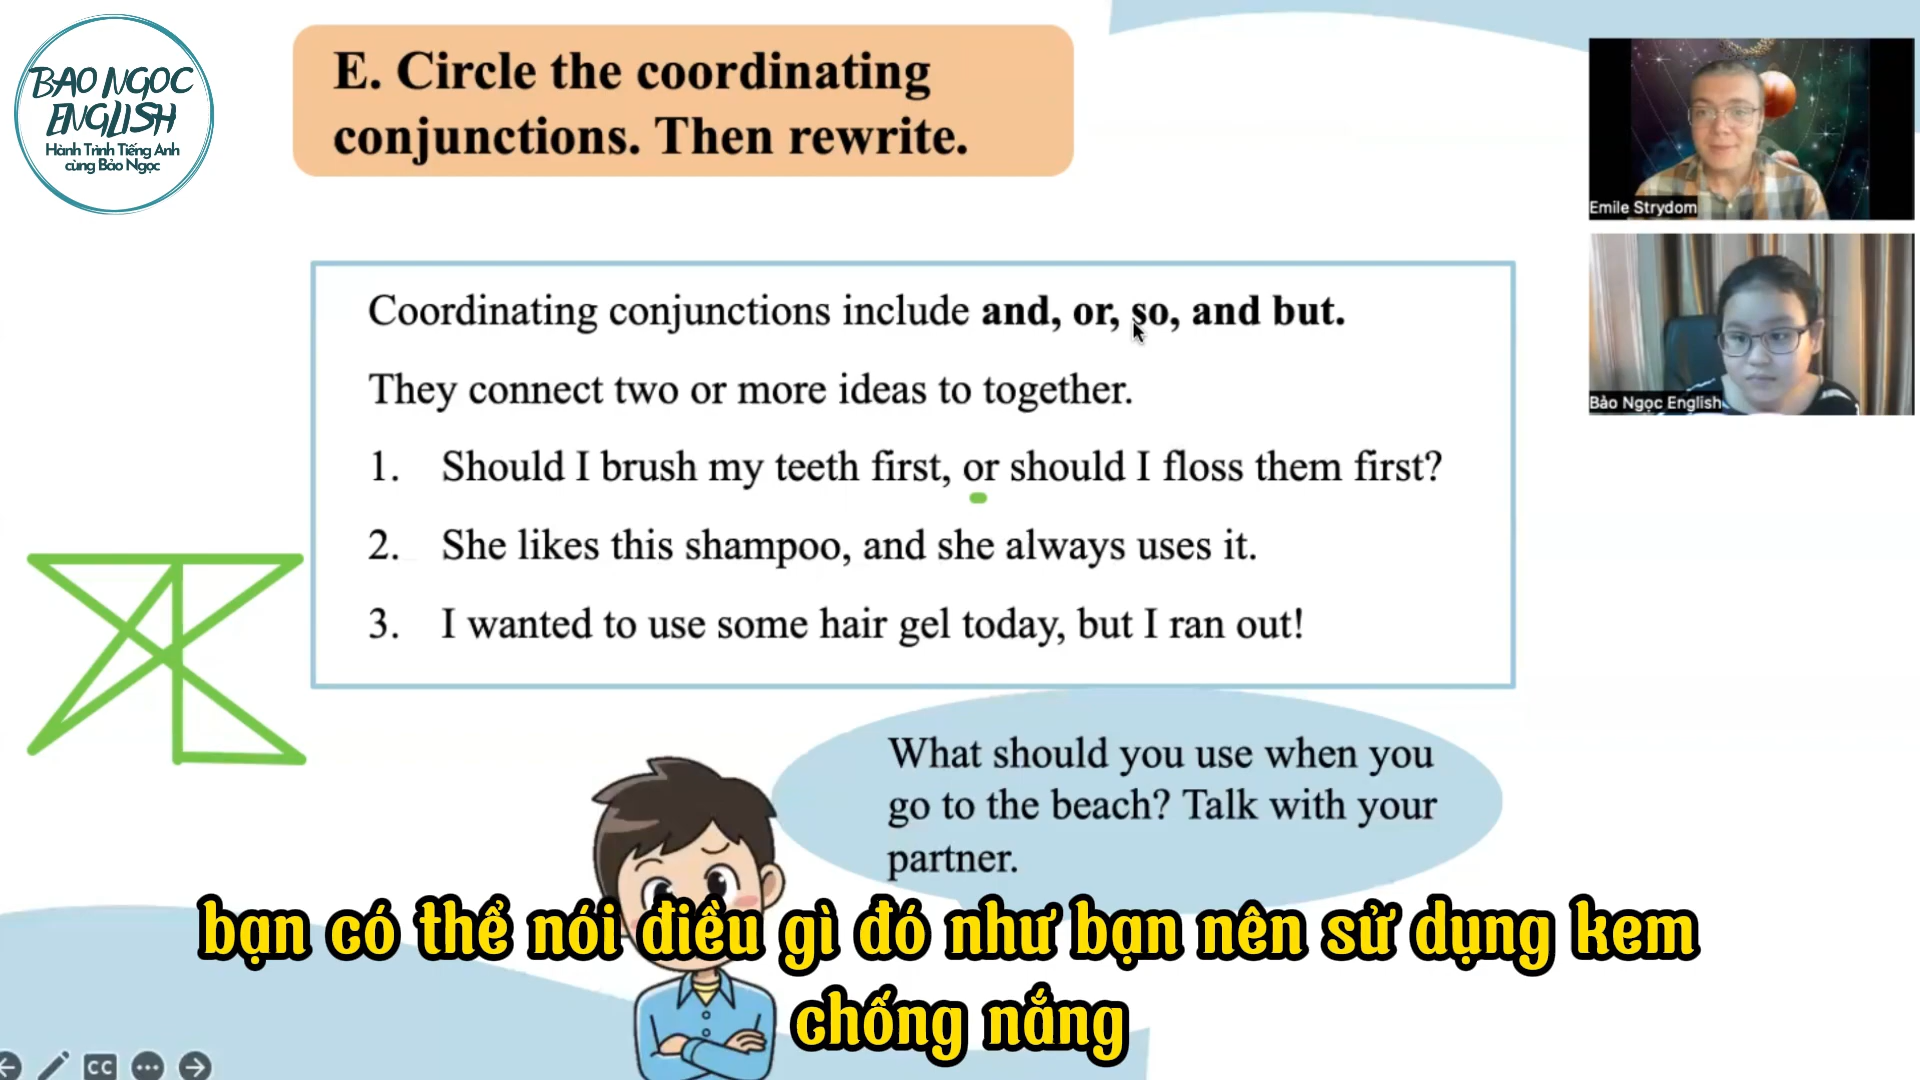 BAO NGOC
ENGLISH
Hành Trình Tiếng Anh
cùng Bảo Ngọc
E. Circle the coordinating
conjunctions. Then rewrite.
Emile Strydom
Bảo Ngọc English
Coordinating conjunctions include and, or, so, and but.
They connect two or more ideas to together.
1. Should I brush my teeth first, or should I floss them first?
2. She likes this shampoo, and she always uses it.
3. I wanted to use some hair gel today, but I ran out!
What should you use when you
go to the beach? Talk with your
partner.
bạn có thể nói điều gì đó như bạn nên sử dụng kem
chống nắng
CC